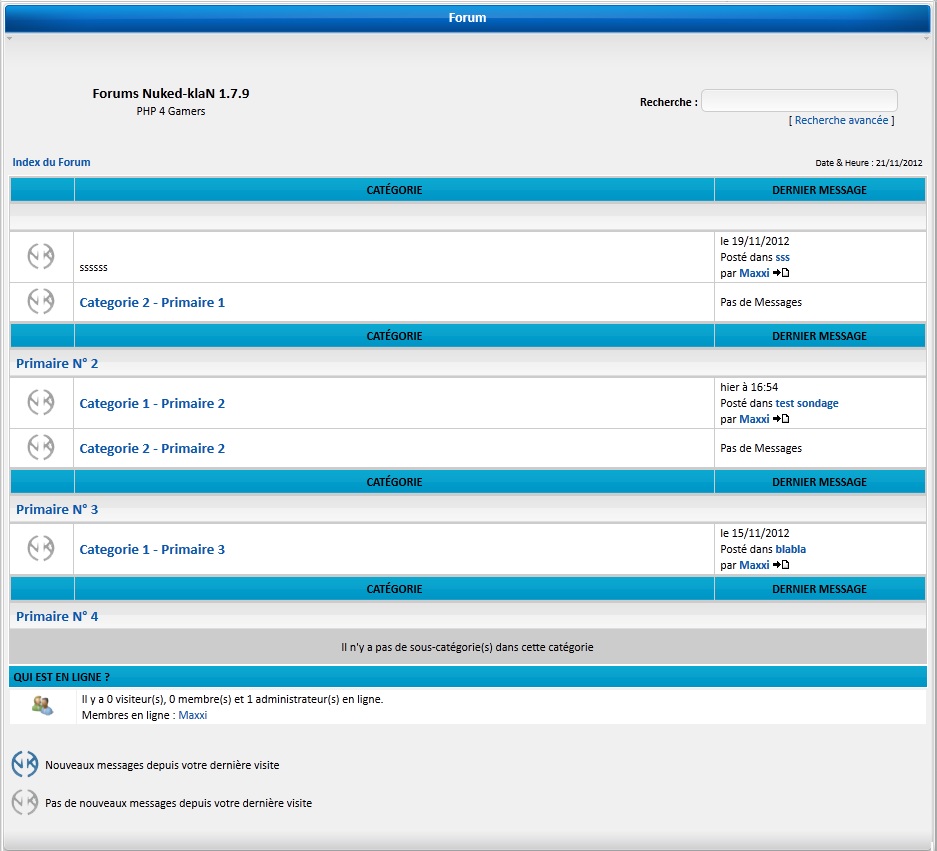 Forum
Forums Nuked-klaN 1.7.9
PHP 4 Gamers
Recherche :
[ Recherche avancée ]
Index du Forum
Date & Heure : 21/11/2012
CATÉGORIE DERNIER MESSAGE
ssssss
le 19/11/2012
Posté dans sss
par Maxxi
Categorie 2 - Primaire 1
Pas de Messages
CATÉGORIE DERNIER MESSAGE
Primaire N° 2
Categorie 1 - Primaire 2
hier à 16:54
Posté dans test sondage
par Maxxi
Categorie 2 - Primaire 2
Pas de Messages
CATÉGORIE DERNIER MESSAGE
Primaire N° 3
Categorie 1 - Primaire 3
le 15/11/2012
Posté dans blabla
par Maxxi
CATÉGORIE DERNIER MESSAGE
Primaire N° 4
Il n'y a pas de sous-catégorie(s) dans cette catégorie
QUI EST EN LIGNE ?
Il y a 0 visiteur(s), 0 membre(s) et 1 administrateur(s) en ligne.
Membres en ligne : Maxxi
Nouveaux messages depuis votre dernière visite
Pas de nouveaux messages depuis votre dernière visite